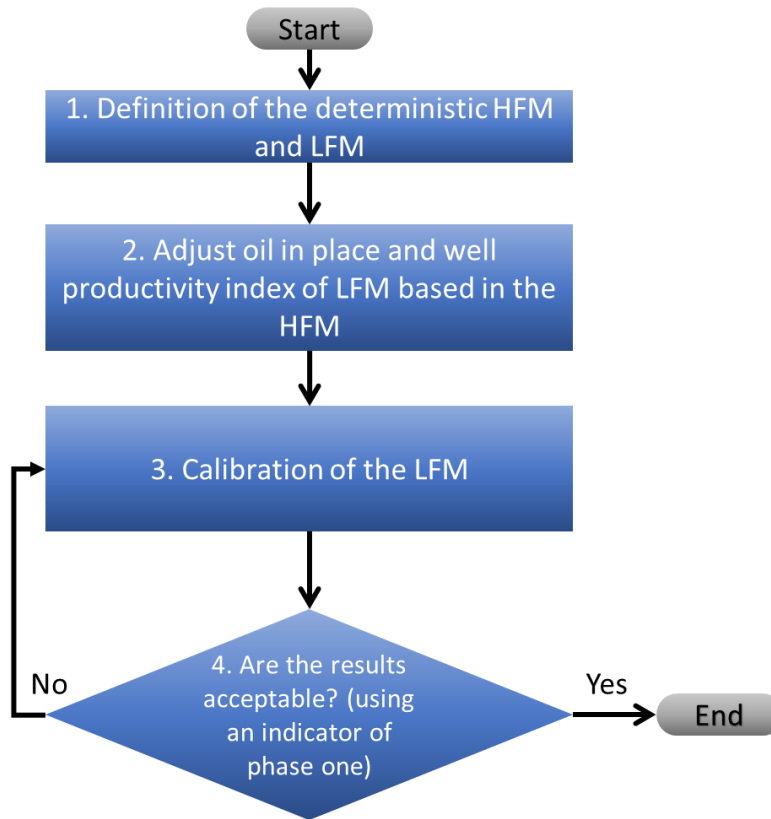 Start
1. Definition of the deterministic HFM
and LFM
2. Adjust oil in place and well
productivity index of LFM based in the
HFM
3. Calibration of the LFM
4. Are the results
acceptable? (using
an indicator of
phase one)
No
Yes
End